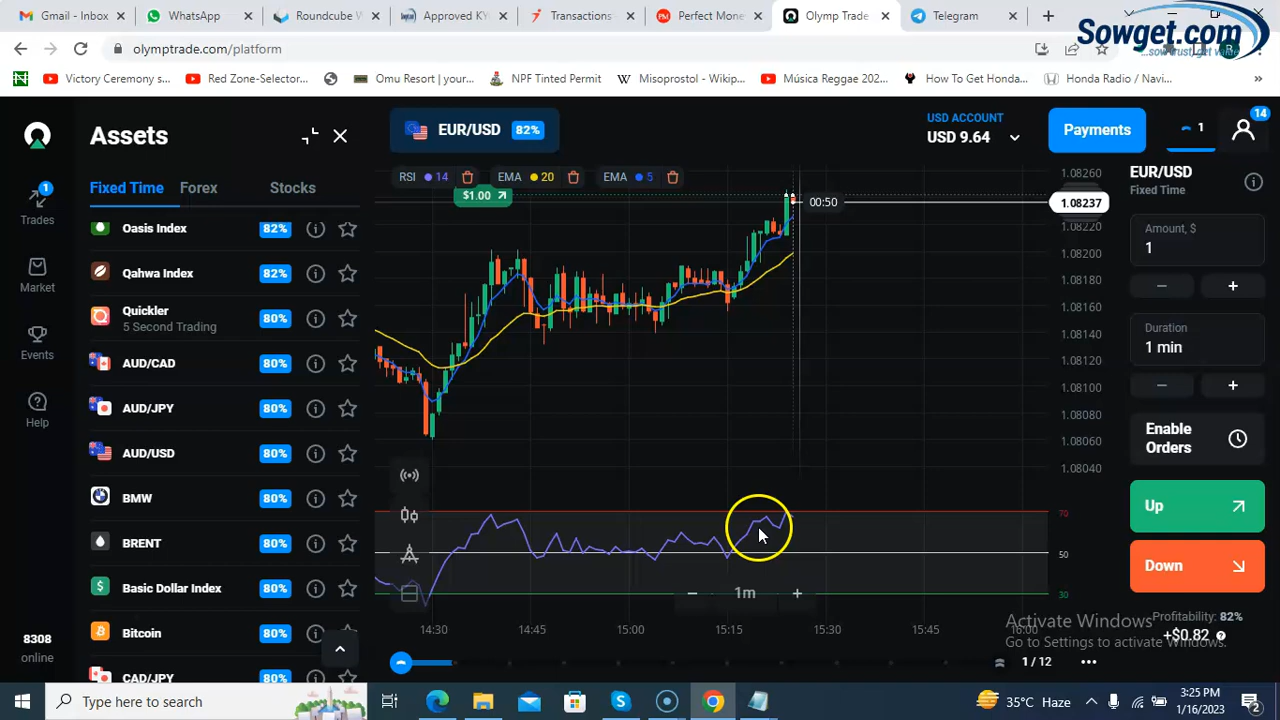 Gmail - Inbox
WhatsApp
Roundcube W
Approved KY
Transactions
Perfect Mone
Olymp Trade
Telegram
Sowget.com
...sow trust, get value
olymptrade.com/platform
Victory Ceremony s...
Red Zone-Selector...
Omu Resort | your...
NPF Tinted Permit
Misoprostol - Wikip...
Música Reggae 202...
How To Get Honda...
Honda Radio / Navi...
»
Assets
Fixed Time
Forex
Stocks
Oasis Index 82%
Qahwa Index 82%
Quickler 80%
5 Second Trading
AUD/CAD 80%
AUD/JPY 80%
AUD/USD 80%
BMW 80%
BRENT 80%
Basic Dollar Index 80%
Bitcoin 80%
CAD/JPY 80%
1
Trades
Market
Events
Help
8308
online
EUR/USD 82%
USD ACCOUNT
USD 9.64
Payments
1
14
RSI 14
EMA 20
EMA 5
$1.00
00:50
1.08260
1.08237
1.08220
1.08200
1.08180
1.08160
1.08140
1.08120
1.08100
1.08080
1.08060
1.08040
70
50
30
1m
14:30
14:45
15:00
15:15
15:30
15:45
16:00
1 / 12
EUR/USD
Fixed Time
Amount, $
1
Duration
1 min
Enable
Orders
Up
Down
Profitability: 82%
+$0.82
Activate Windows
Go to Settings to activate Windows.
Type here to search
35°C Haze
3:25 PM
1/16/2023
2